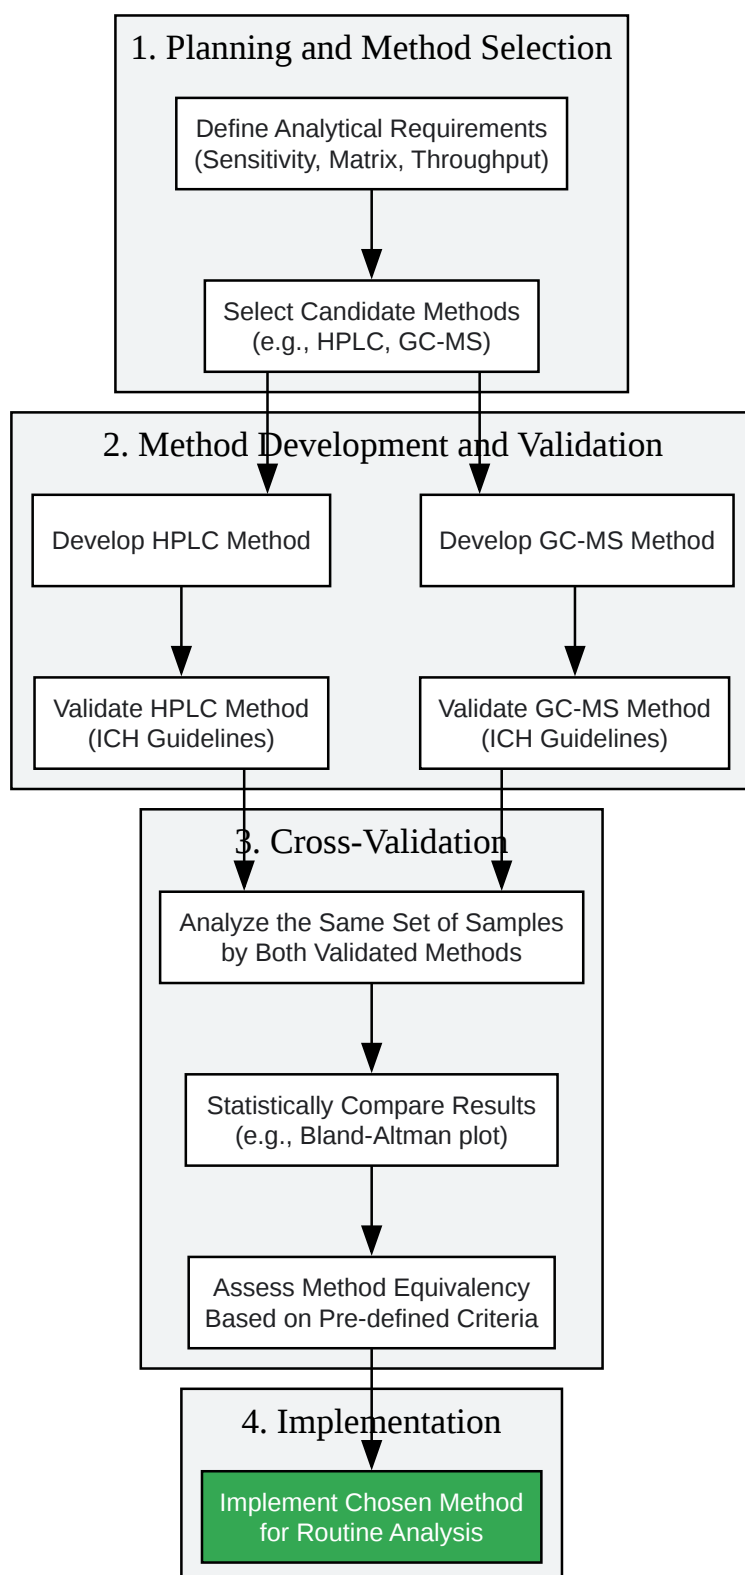 1. Planning and Method Selection
Define Analytical Requirements
(Sensitivity, Matrix, Throughput)
Select Candidate Methods
(e.g., HPLC, GC-MS)
2. Method Development and Validation
Develop HPLC Method
Develop GC-MS Method
Validate HPLC Method
(ICH Guidelines)
Validate GC-MS Method
(ICH Guidelines)
3. Cross-Validation
Analyze the Same Set of Samples
by Both Validated Methods
Statistically Compare Results
(e.g., Bland-Altman plot)
Assess Method Equivalency
Based on Pre-defined Criteria
4. Implementation
Implement Chosen Method
for Routine Analysis